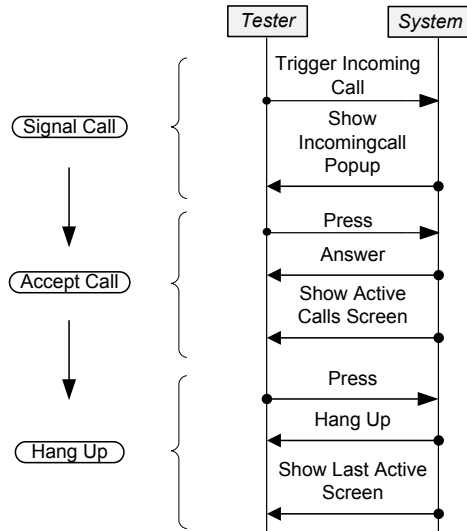 Tester
System
Trigger Incoming
Call
Show
Incomingcall
Popup
Signal Call
Press
Answer
Accept Call
Show Active
Calls Screen
Press
Hang Up
Hang Up
Show Last Active
Screen